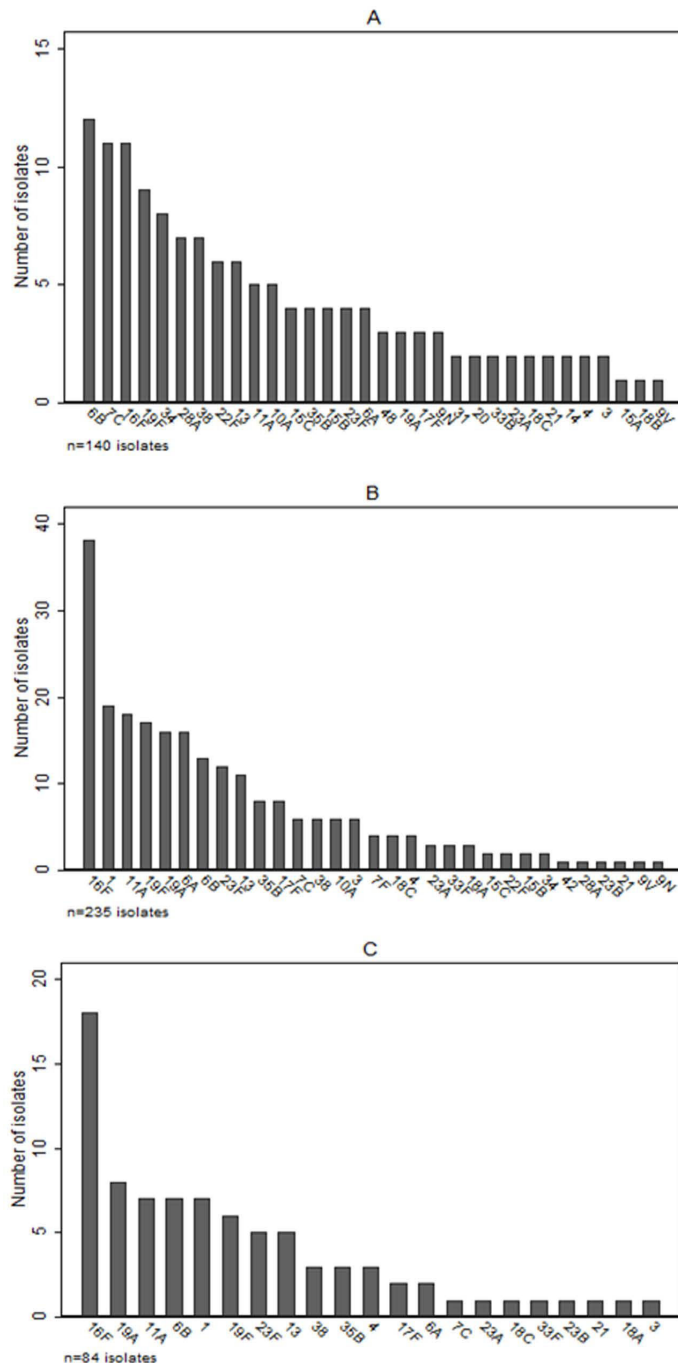 A
15
10
5
0
Number of isolates
6B 7C 16F 19F 34 28A 38 22F 13 11A 10A 15C 35B 15B 23F 6A 48 19A 17F 9N 31 20 33B 23A 18C 21 14 4 3 15A 18B 9V
n=140 isolates
B
40
30
20
10
0
Number of isolates
16F 1 11A 19F 19A 6A 6B 23F 13 35B 17F 7C 38 10A 3 7F 18C 4 23A 33F 18A 15C 22F 15B 34 42 28A 23B 21 9V 9N
n=235 isolates
C
20
15
10
5
0
Number of isolates
16F 19A 11A 6B 1 19F 23F 13 38 35B 4 17F 6A 7C 23A 18C 33F 23B 21 18A 3
n=84 isolates